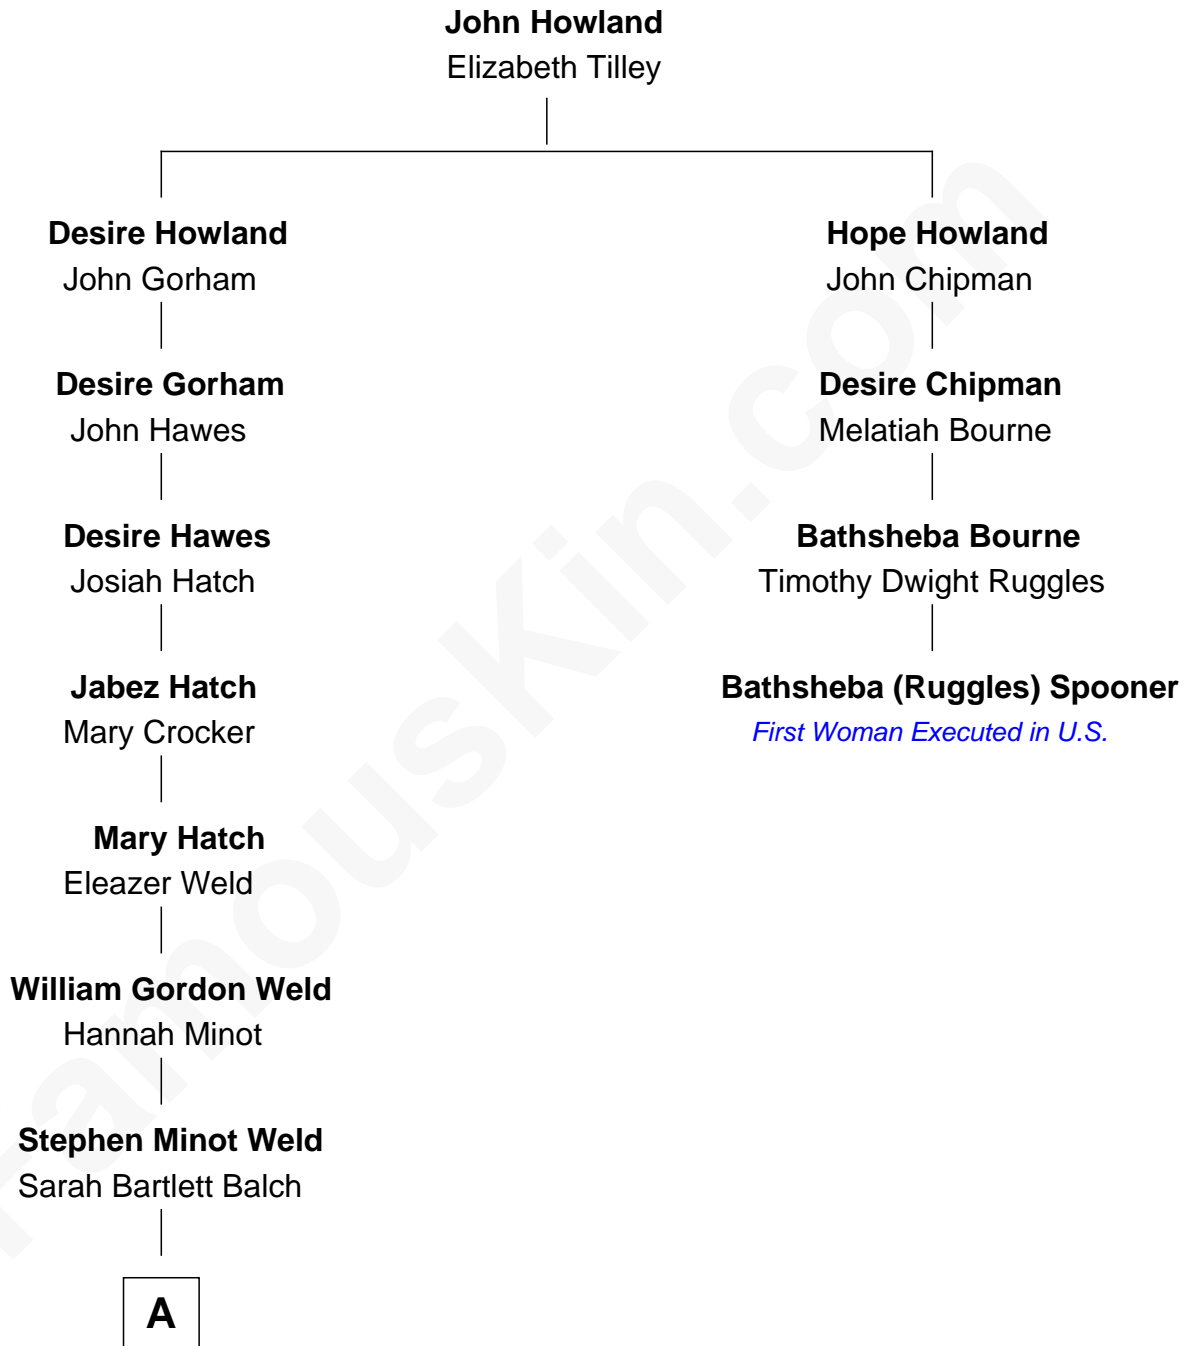 John Howland
Elizabeth Tilley
Desire Howland
John Gorham
Desire Gorham
John Hawes
Desire Hawes
Josiah Hatch
Jabez Hatch
Mary Crocker
Mary Hatch
Eleazer Weld
William Gordon Weld
Hannah Minot
Stephen Minot Weld
Sarah Bartlett Balch
A
Hope Howland
John Chipman
Desire Chipman
Melatiah Bourne
Bathsheba Bourne
Timothy Dwight Ruggles
Bathsheba (Ruggles) Spooner
First Woman Executed in U.S.
FamousKin.com